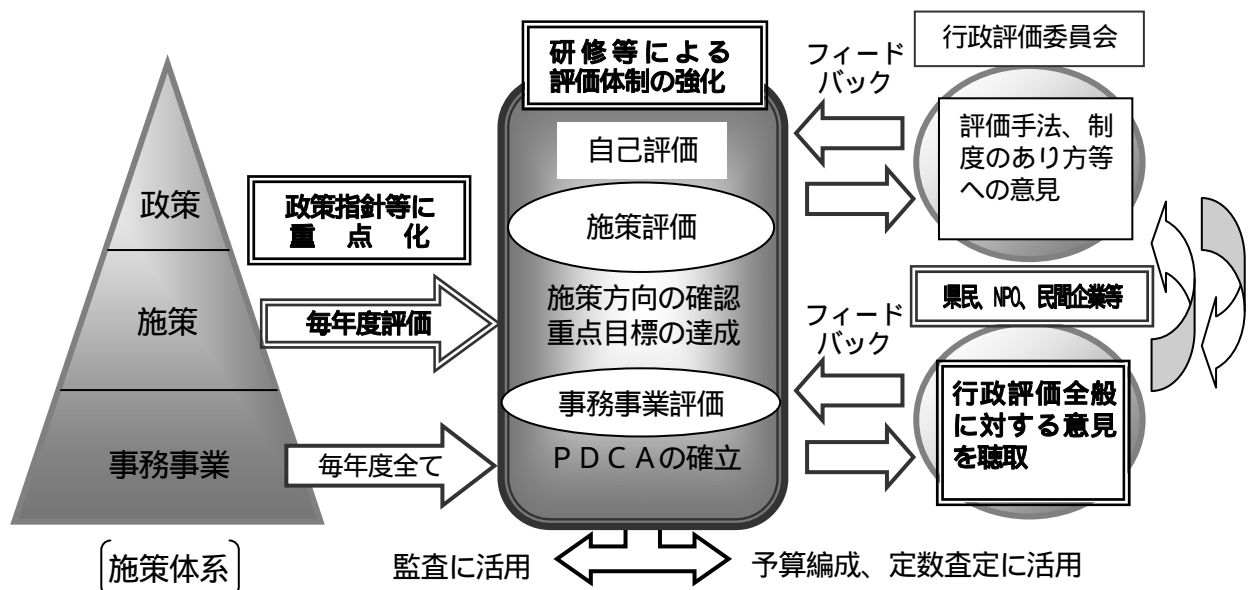 政策
施策
事務事業
施策体系
政策指針等に
重点化
毎年度評価
毎年度全て
研修等による
評価体制の強化
自己評価
施策評価
施策方向の確認
重点目標の達成
事務事業評価
PDCAの確立
監査に活用
予算編成、定数査定に活用
フィード
バック
行政評価委員会
評価手法、制
度のあり方等
への意見
フィード
バック
県民、NPO、民間企業等
行政評価全般
に対する意見
を聴取